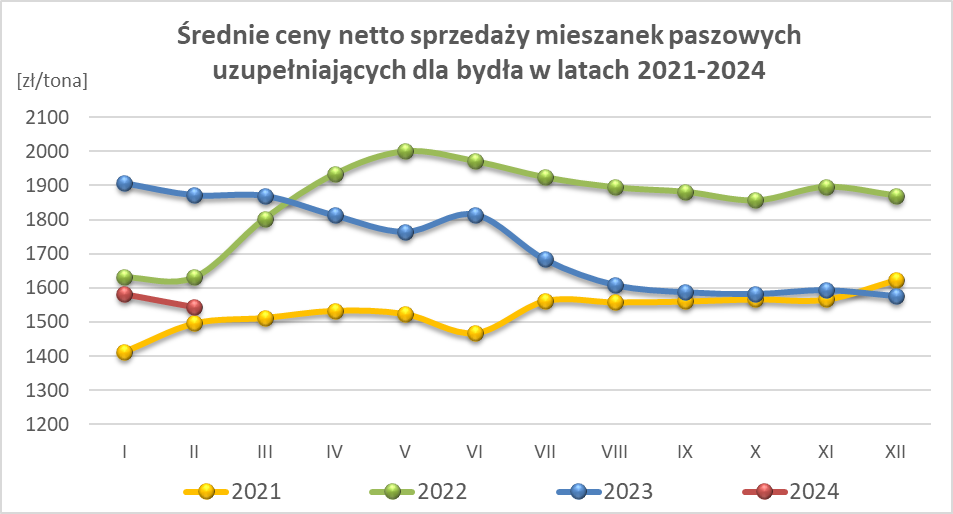 Średnie ceny netto sprzedaży mieszanek paszowych
uzupełniających dla bydła w latach 2021-2024
[zł/tona]
2100
2000
1900
1800
1700
1600
1500
1400
1300
1200
I II III IV V VI VII VIII IX X XI XII
2021 2022 2023 2024